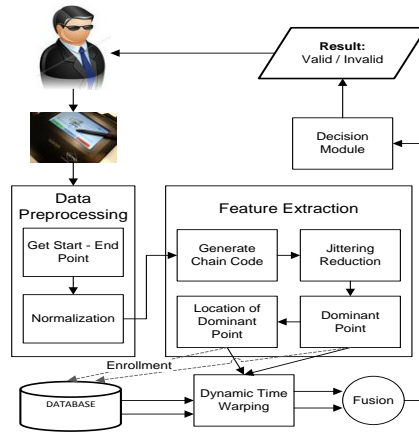 Result:
Valid / Invalid
Decision
Module
Data
Preprocessing
Get Start - End
Point
Normalization
Feature Extraction
Generate
Chain Code
Jittering
Reduction
Location of
Dominant
Point
Dominant
Point
Enrollment
DATABASE
Dynamic Time
Warping
Fusion